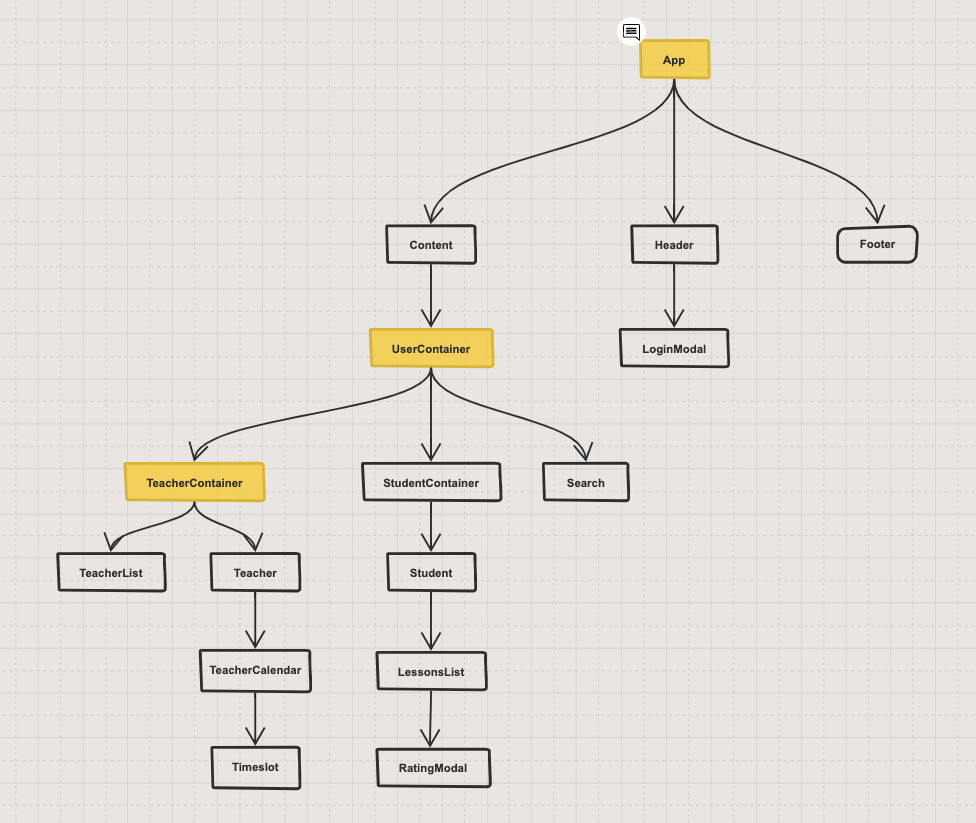 App
Content
Header
Footer
UserContainer
LoginModal
TeacherContainer
StudentContainer
Search
TeacherList
Teacher
Student
TeacherCalendar
LessonsList
Timeslot
RatingModal